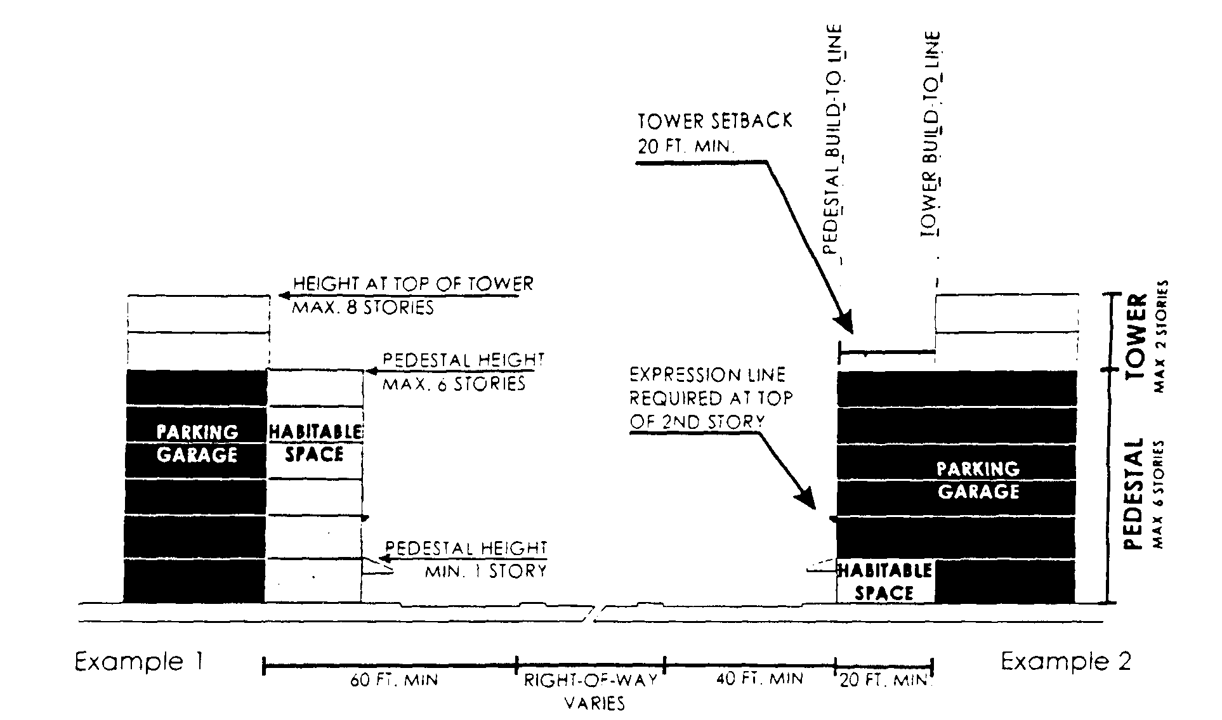 PEDESTAL BUILD-TO LINE
TOWER BUILD-TO LINE
TOWER SETBACK
20 FT. MIN.
HEIGHT AT TOP OF TOWER
MAX. 8 STORIES
PEDESTAL HEIGHT
MAX. 6 STORIES
EXPRESSION LINE
REQUIRED AT TOP
OF 2ND STORY
TOWER
MAX 2 STORIES
PARKING
GARAGE
HABITABLE
SPACE
PARKING
GARAGE
PEDESTAL
MAX 6 STORIES
PEDESTAL HEIGHT
MIN. 1 STORY
HABITABLE
SPACE
Example 1
Example 2
60 FT. MIN
RIGHT-OF-WAY
VARIES
40 FT. MIN
20 FT. MIN.